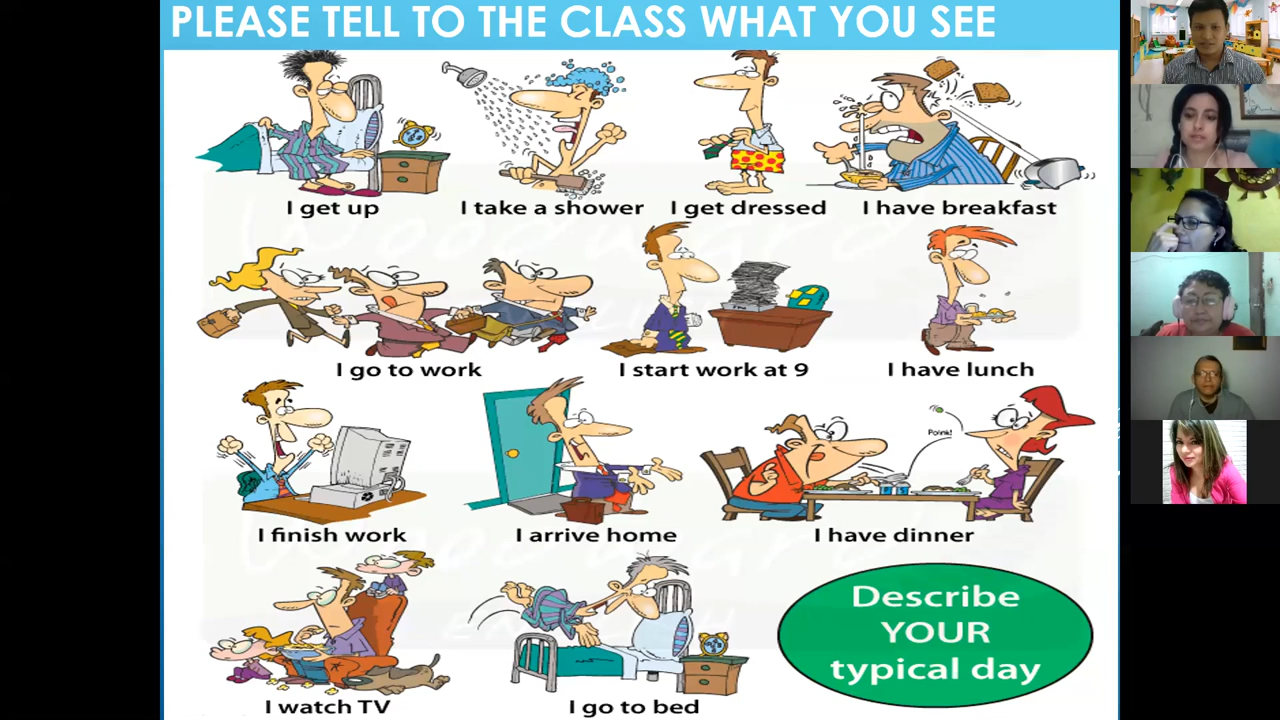 PLEASE TELL TO THE CLASS WHAT YOU SEE
I get up
I take a shower
I get dressed
I have breakfast
I go to work
I start work at 9
I have lunch
Poink!
I finish work
I arrive home
I have dinner
I watch TV
I go to bed
Describe
YOUR
typical day